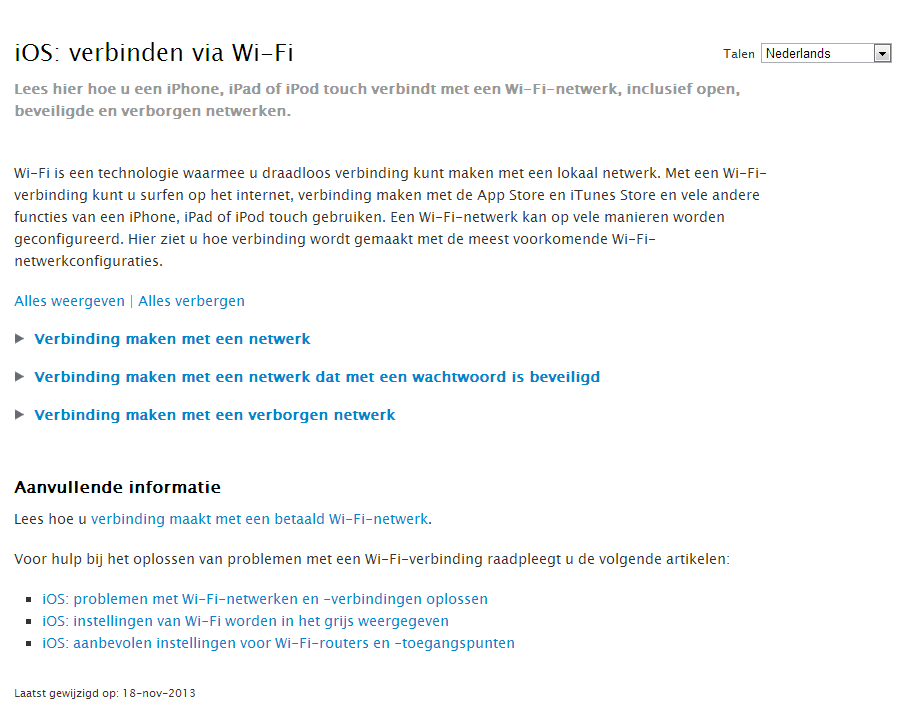 iOS: verbinden via Wi-Fi
Talen Nederlands
Lees hier hoe u een iPhone, iPad of iPod touch verbindt met een Wi-Fi-netwerk, inclusief open,
beveiligde en verborgen netwerken.
Wi-Fi is een technologie waarmee u draadloos verbinding kunt maken met een lokaal netwerk. Met een Wi-Fi-
verbinding kunt u surfen op het internet, verbinding maken met de App Store en iTunes Store en vele andere
functies van een iPhone, iPad of iPod touch gebruiken. Een Wi-Fi-netwerk kan op vele manieren worden
geconfigureerd. Hier ziet u hoe verbinding wordt gemaakt met de meest voorkomende Wi-Fi-
netwerkconfiguraties.
Alles weergeven | Alles verbergen
Verbinding maken met een netwerk
Verbinding maken met een netwerk dat met een wachtwoord is beveiligd
Verbinding maken met een verborgen netwerk
Aanvullende informatie
Lees hoe u verbinding maakt met een betaald Wi-Fi-netwerk.
Voor hulp bij het oplossen van problemen met een Wi-Fi-verbinding raadpleegt u de volgende artikelen:
iOS: problemen met Wi-Fi-netwerken en -verbindingen oplossen
iOS: instellingen van Wi-Fi worden in het grijs weergegeven
iOS: aanbevolen instellingen voor Wi-Fi-routers en -toegangspunten
Laatst gewijzigd op: 18-nov-2013